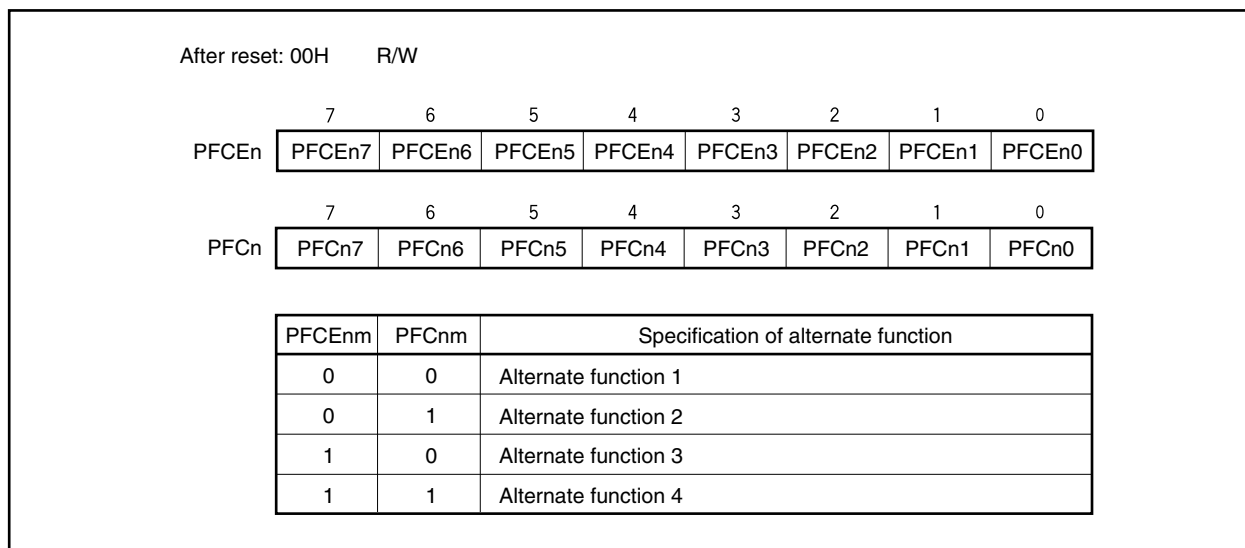 After reset: 00H R/W
7 6 5 4 3 2 1 0
PFCEn PFCEn7 PFCEn6 PFCEn5 PFCEn4 PFCEn3 PFCEn2 PFCEn1 PFCEn0
7 6 5 4 3 2 1 0
PFCn PFCn7 PFCn6 PFCn5 PFCn4 PFCn3 PFCn2 PFCn1 PFCn0
PFCEnm PFCnm Specification of alternate function
0 0 Alternate function 1
0 1 Alternate function 2
1 0 Alternate function 3
1 1 Alternate function 4